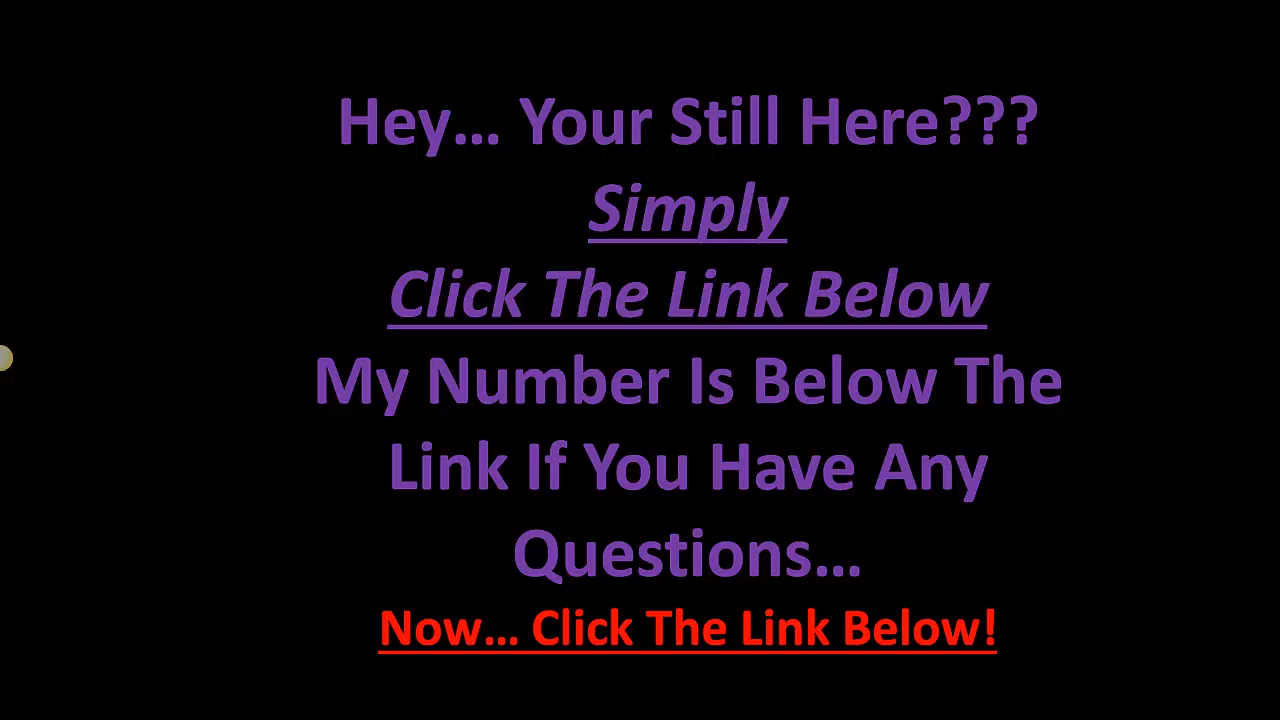 Hey... Your Still Here???
Simply
Click The Link Below
My Number Is Below The
Link If You Have Any
Questions...
Now... Click The Link Below!